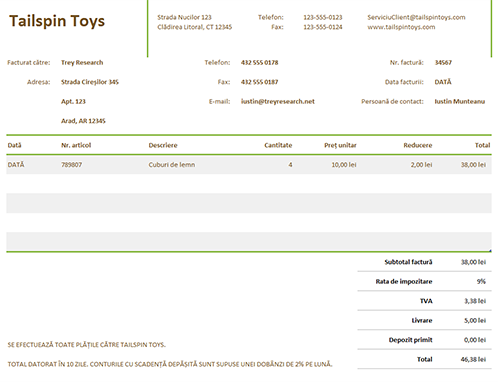 Tailspin Toys
Strada Nucilor 123 Telefon: 123-555-0123 ServiciuClient@tailspintoys.com
Clădirea Litoral, CT 12345 Fax: 123-555-0124 www.tailspintoys.com
Facturat către: Trey Research Telefon: 432 555 0178 Nr. factură: 34567
Adresa: Strada Cireșilor 345 Fax: 432 555 0187 Data facturii: DATĂ
Apt. 123 E-mail: iustin@treyresearch.net Persoană de contact: Iustin Munteanu
Arad, AR 12345
Dată Nr. articol Descriere Cantitate Preț unitar Reducere Total
DATĂ 789807 Cuburi de lemn 4 10,00 lei 2,00 lei 38,00 lei
Subtotal factură 38,00 lei
Rata de impozitare 9%
TVA 3,38 lei
Livrare 5,00 lei
SE EFECTUEAZĂ TOATE PLĂȚILE CĂTRE TAILSPIN TOYS. Depozit primit 0,00 lei
TOTAL DATORAT ÎN 10 ZILE. CONTURILE CU SCADENȚĂ DEPĂȘITĂ SUNT SUPUSE UNEI DOBÂNZI DE 2% PE LUNĂ. Total 46,38 lei